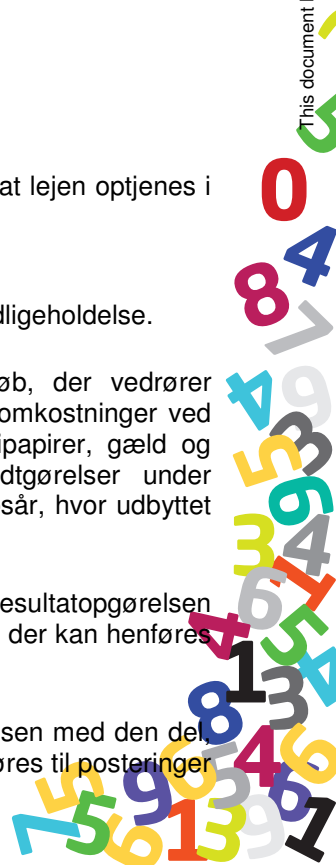 This document
at lejen optjenes i
dligeholdelse.
øb, der vedrører
omkostninger ved
ipapirer, gæld og
dtgørelser under
sår, hvor udbyttet
esultatopgørelsen
der kan henføres
sen med den del,
øres til posteringer